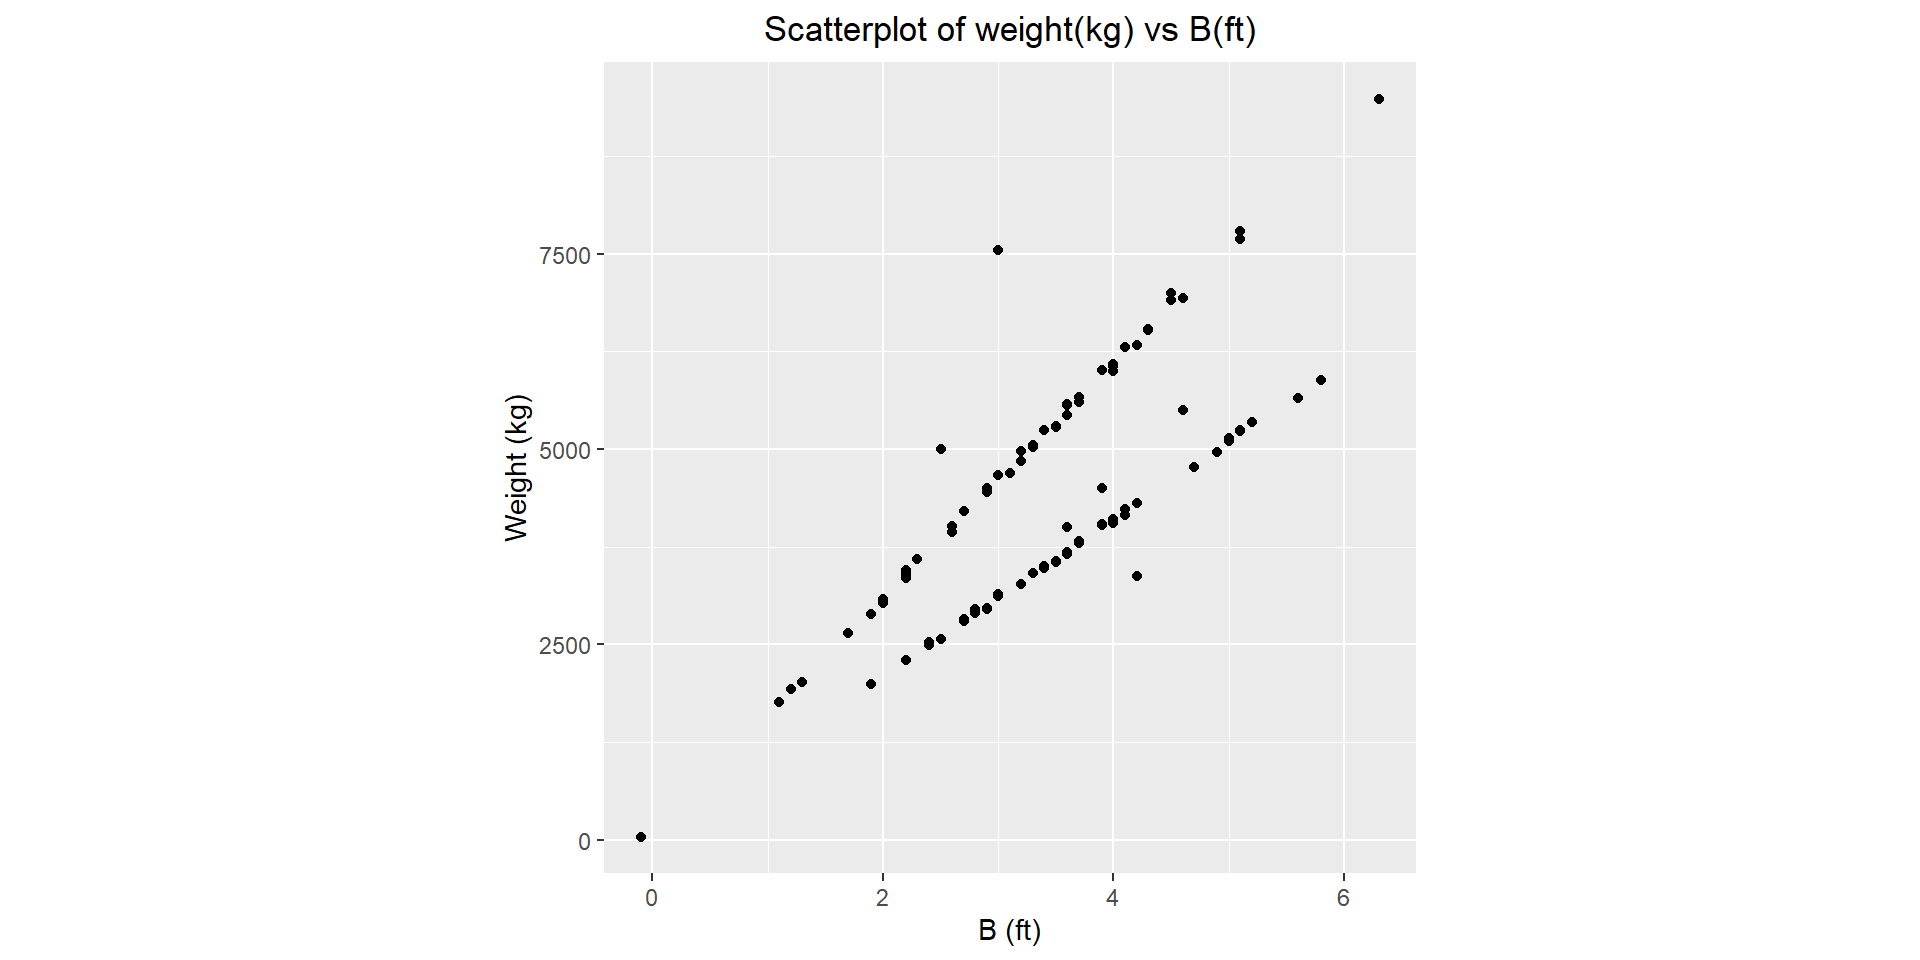 Scatterplot of weight(kg) vs B(ft)
Weight (kg)
7500
5000
2500
0
0 2 4 6
B (ft)